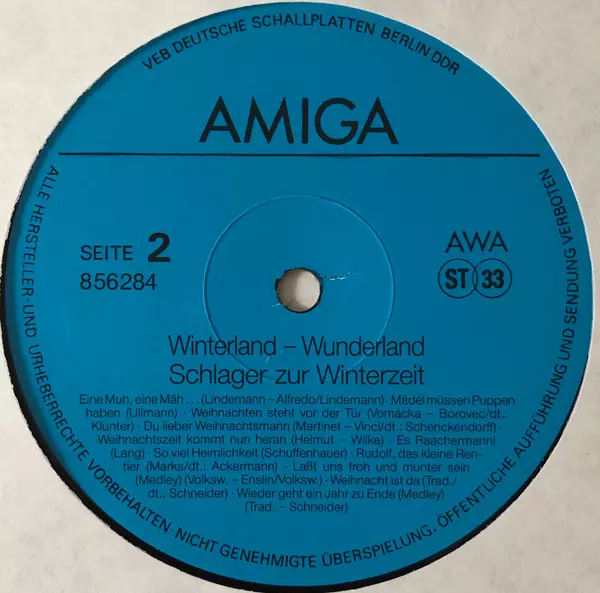 VEB DEUTSCHE SCHALLPLATTEN BERLIN DDR
AMIGA
SEITE 2
856284
AWA
ST 33
Winterland – Wunderland
Schlager zur Winterzeit
Eine Muh, eine Mäh ... (Lindemann – Alfredo/Lindemann) · Mädel müssen Puppen
haben (Ullmann) · Weihnachten steht vor der Tür (Vomácka – Borovec/dt.:
Klunter) · Du lieber Weihnachtsmann (Martinet – Vinci/dt.: Schenckendorff) ·
Weihnachtszeit kommt nun heran (Helmut – Wilke) · Es Raachermannl
(Lang) · So viel Heimlichkeit (Schuffenhauer) · Rudolf, das kleine Ren-
tier (Marks/dt.: Ackermann) · Laßt uns froh und munter sein
(Medley) (Volksw. – Enslin/Volksw.) · Weihnacht ist da (Trad./
dt.: Schneider) · Wieder geht ein Jahr zu Ende (Medley)
(Trad. – Schneider)
ALLE HERSTELLER-UND URHEBERRECHTE VORBEHALTEN NICHT GENEHMIGTE ÜBERSPIELUNG, ÖFFENTLICHE AUFFÜHRUNG UND SENDUNG VERBOTEN